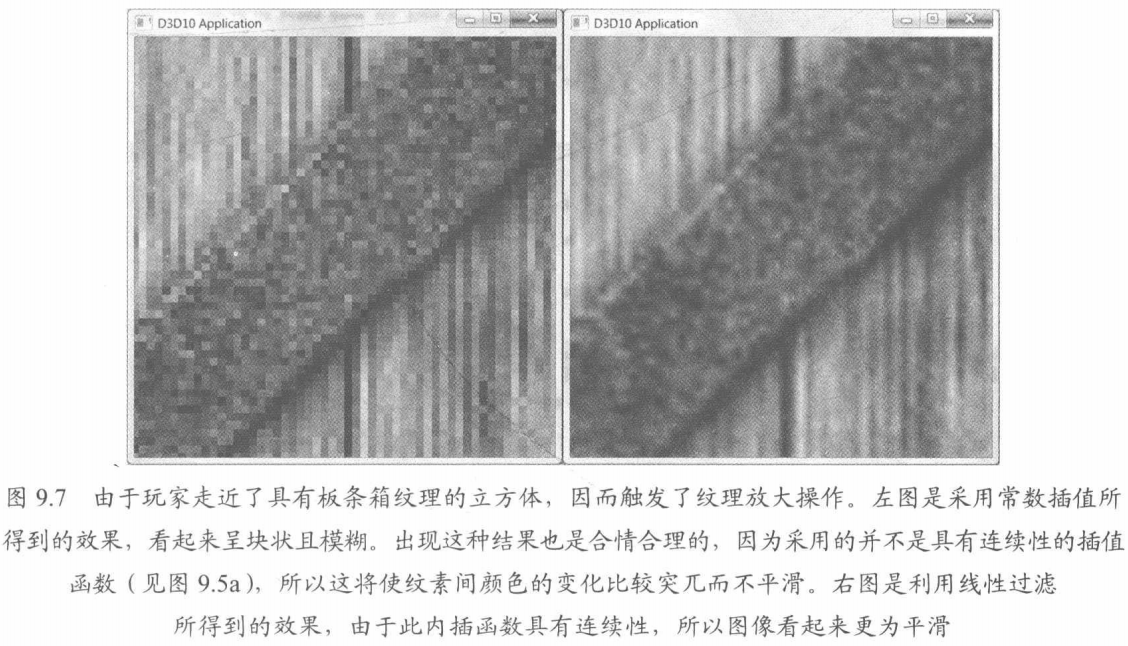 D3D10 Application
D3D10 Application
图 9.7 由于玩家走近了具有板条箱纹理的立方体，因而触发了纹理放大操作。左图是采用常数插值所
得到的效果，看起来呈块状且模糊。出现这种结果也是合情合理的，因为采用的并不是具有连续性的插值
函数（见图 9.5a），所以这将使纹素间颜色的变化比较突兀而不平滑。右图是利用线性过滤
所得到的效果，由于此内插函数具有连续性，所以图像看起来更为平滑